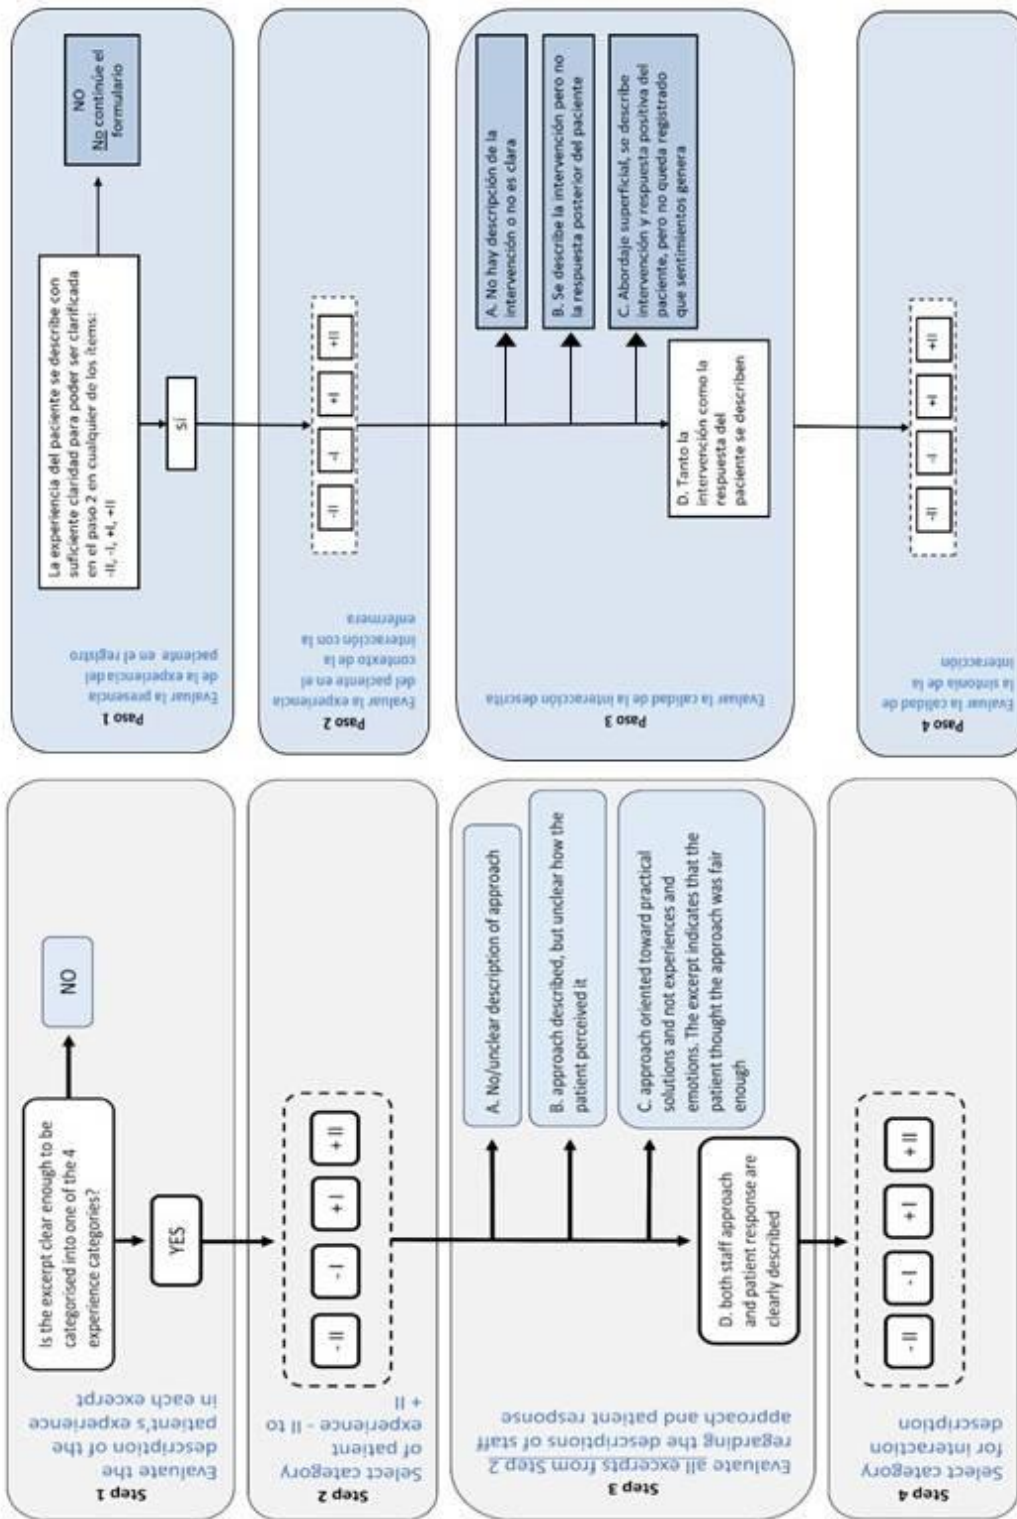 Step 1
Evaluate the
description of the
patient's experience
in each excerpt
Is the excerpt clear enough to be
categorised into one of the 4
experience categories?
NO
YES
Step 2
Select category
of patient
experience - II to
+ II
- II
- I
+ I
+ II
Step 3
Evaluate all excerpts from Step 2
regarding the descriptions of staff
approach and patient response
A. No/unclear description of approach
B. approach described, but unclear how the
patient perceived it
C. approach oriented toward practical
solutions and not experiences and
emotions. The excerpt indicates that the
patient thought the approach was fair
enough
D. both staff approach
and patient response are
clearly described
Step 4
Select category
for interaction
description
- II
- I
+ I
+ II
Paso 1
Evaluar la presencia
de la experiencia del
paciente en el registro
La experiencia del paciente se describe con
suficiente claridad para poder ser clarificada
en el paso 2 en cualquier de los ítems:
-II, -I, +I, +II
NO
No continúe el
formulario
sí
Paso 2
Evaluar la experiencia
del paciente en el
contexto de la
interacción con la
enfermera
-II
-I
+I
+II
Paso 3
Evaluar la calidad de la interacción descrita
A. No hay descripción de la
intervención o no es clara
B. Se describe la intervención pero no
la respuesta posterior del paciente
C. Abordaje superficial, se describe
intervención y respuesta positiva del
paciente, pero no queda registrado
que sentimientos genera
D. Tanto la
intervención como la
respuesta del
paciente se describen
Paso 4
Evaluar la calidad de
la sintonía de la
interacción
-II
-I
+I
+II